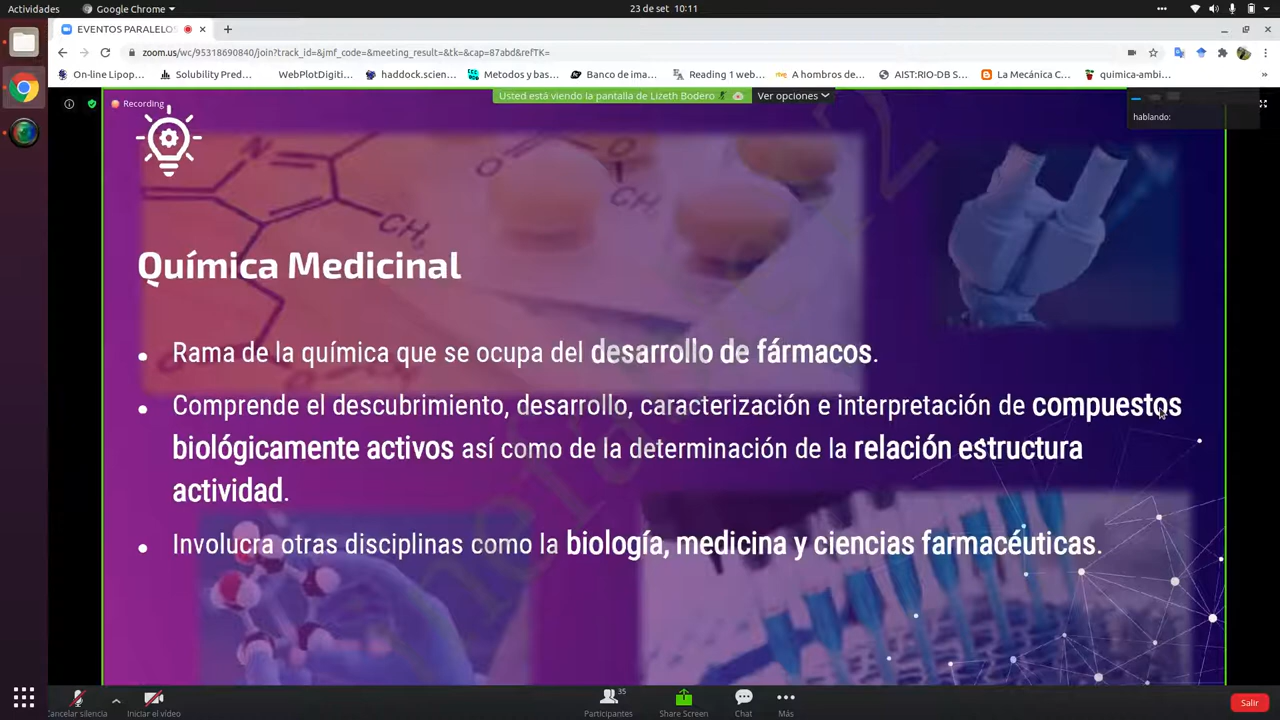 Actividades
Google Chrome
23 de set 10:11
EVENTOS PARALELOS
zoom.us/wc/95318690840/join?track_id=&jmf_code=&meeting_result=&tk=&cap=87abd&refTK=
On-line Lipop...
Solubility Pred...
WebPlotDigiti...
haddock.scien...
Metodos y bas...
Banco de ima...
Reading 1 web...
A hombros de...
AIST:RIO-DB S...
La Mecánica C...
quimica-ambi...
Recording
Usted está viendo la pantalla de Lizeth Bodero
Ver opciones
hablando:
N
O
O
CH3
CH3
Química Medicinal
Rama de la química que se ocupa del desarrollo de fármacos.
Comprende el descubrimiento, desarrollo, caracterización e interpretación de compuestos
biológicamente activos así como de la determinación de la relación estructura
actividad.
Involucra otras disciplinas como la biología, medicina y ciencias farmacéuticas.
Cancelar silencia
Iniciar el vídeo
35
Participantes
Share Screen
Chat
Más
Salir